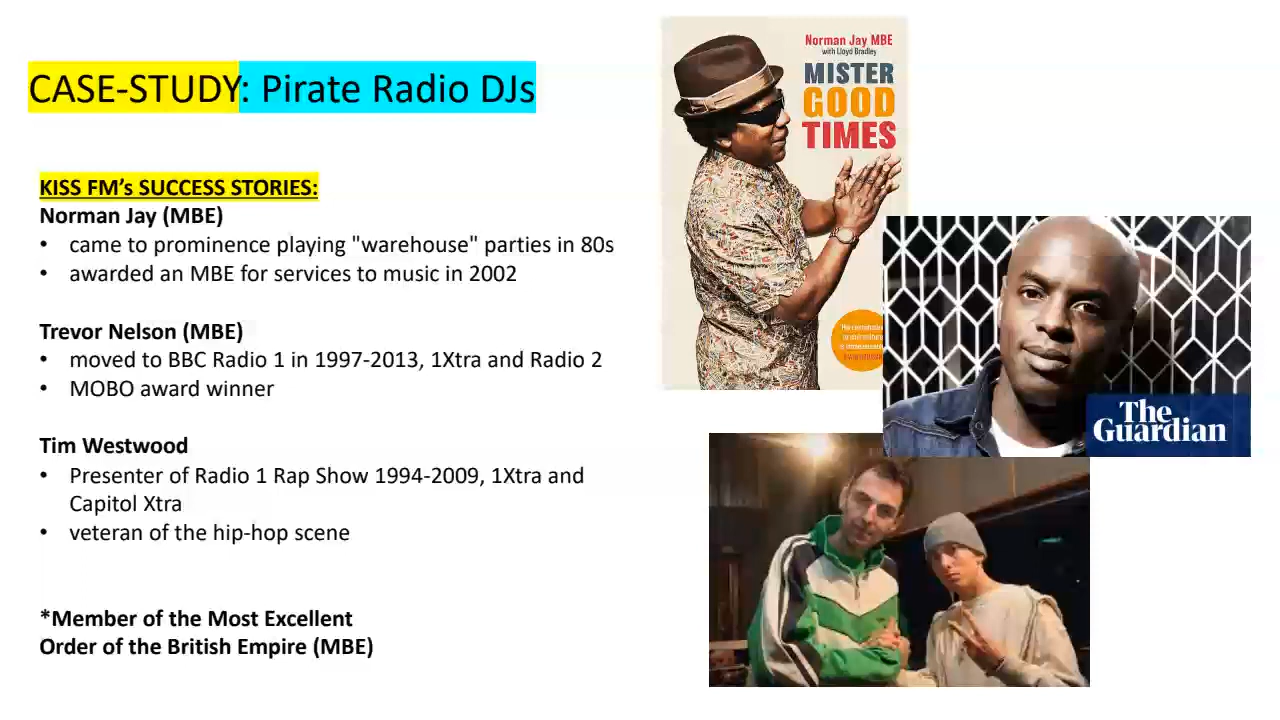 CASE-STUDY: Pirate Radio DJs
KISS FM’s SUCCESS STORIES:
Norman Jay (MBE)
• came to prominence playing "warehouse" parties in 80s
• awarded an MBE for services to music in 2002
Trevor Nelson (MBE)
• moved to BBC Radio 1 in 1997-2013, 1Xtra and Radio 2
• MOBO award winner
Tim Westwood
• Presenter of Radio 1 Rap Show 1994-2009, 1Xtra and
Capitol Xtra
• veteran of the hip-hop scene
*Member of the Most Excellent
Order of the British Empire (MBE)
Norman Jay MBE
with Lloyd Bradley
MISTER
GOOD
TIMES
The
Guardian